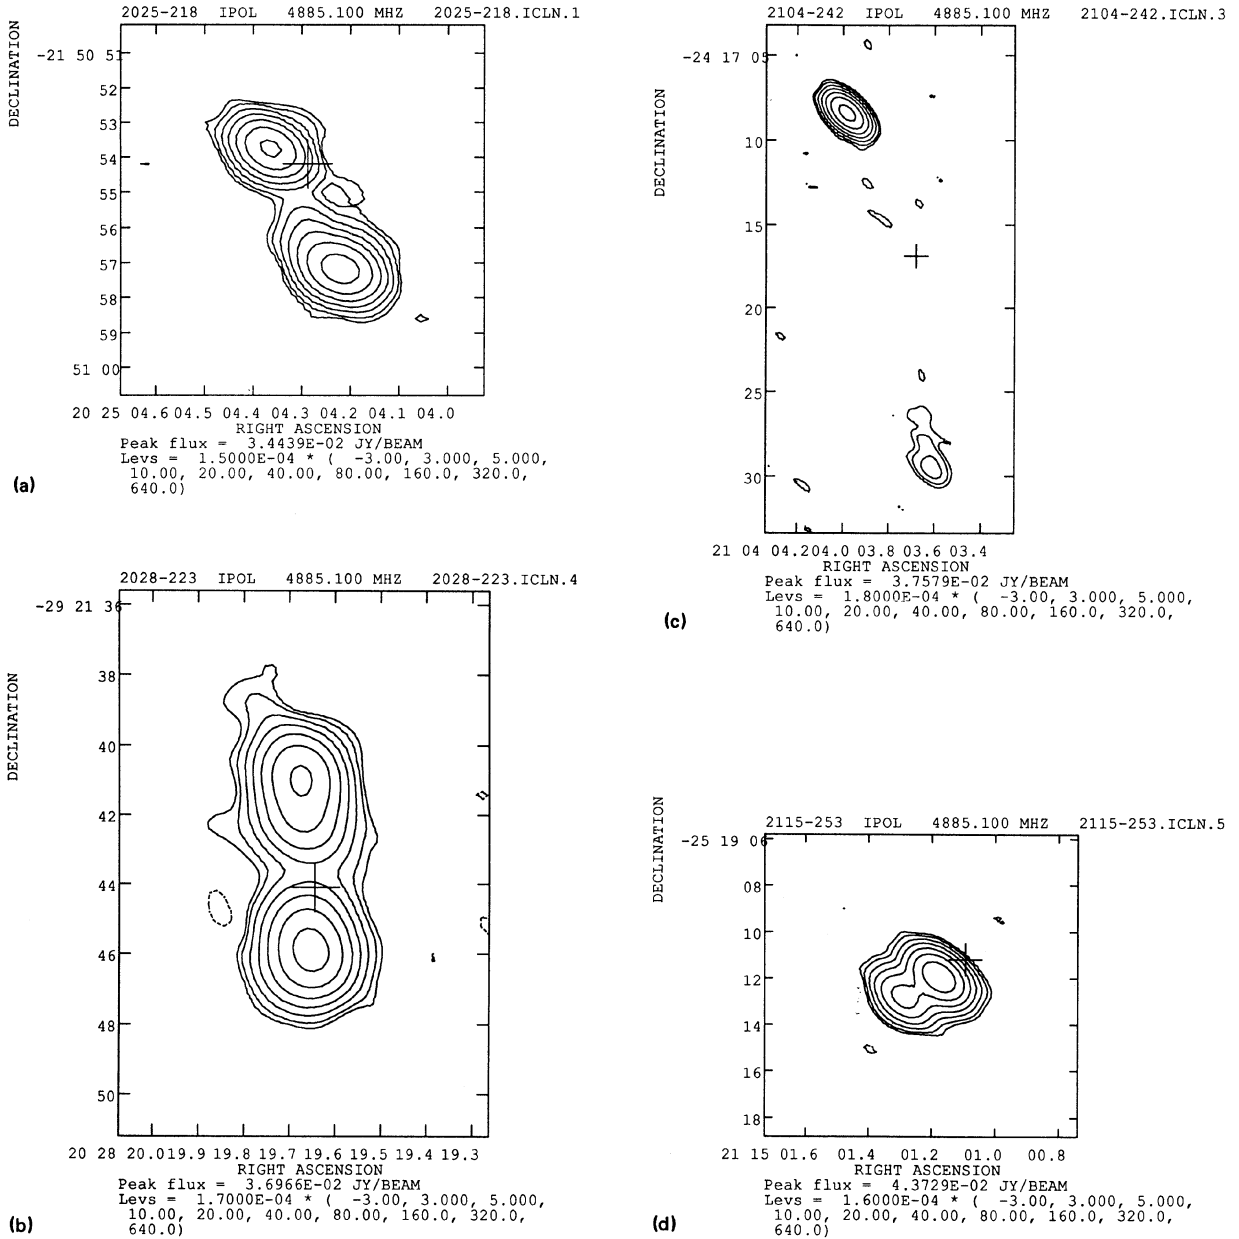 2025-218 IPOL 4885.100 MHZ 2025-218.ICLN.1
DECLINATION
-21 50 51
52
53
54
55
56
57
58
59
51 00
20 25 04.6 04.5 04.4 04.3 04.2 04.1 04.0
RIGHT ASCENSION
Peak flux = 3.4439E-02 JY/BEAM
Levs = 1.5000E-04 * ( -3.00, 3.000, 5.000,
10.00, 20.00, 40.00, 80.00, 160.0, 320.0,
640.0)
(a)
2028-223 IPOL 4885.100 MHZ 2028-223.ICLN.4
DECLINATION
-29 21 36
38
40
42
44
46
48
50
20 28 20.0 19.9 19.8 19.7 19.6 19.5 19.4 19.3
RIGHT ASCENSION
Peak flux = 3.6966E-02 JY/BEAM
Levs = 1.7000E-04 * ( -3.00, 3.000, 5.000,
10.00, 20.00, 40.00, 80.00, 160.0, 320.0,
640.0)
(b)
2104-242 IPOL 4885.100 MHZ 2104-242.ICLN.3
DECLINATION
-24 17 05
10
15
20
25
30
21 04 04.2 04.0 03.8 03.6 03.4
RIGHT ASCENSION
Peak flux = 3.7579E-02 JY/BEAM
Levs = 1.8000E-04 * ( -3.00, 3.000, 5.000,
10.00, 20.00, 40.00, 80.00, 160.0, 320.0,
640.0)
(c)
2115-253 IPOL 4885.100 MHZ 2115-253.ICLN.5
DECLINATION
-25 19 06
08
10
12
14
16
18
21 15 01.6 01.4 01.2 01.0 00.8
RIGHT ASCENSION
Peak flux = 4.3729E-02 JY/BEAM
Levs = 1.6000E-04 * ( -3.00, 3.000, 5.000,
10.00, 20.00, 40.00, 80.00, 160.0, 320.0,
640.0)
(d)